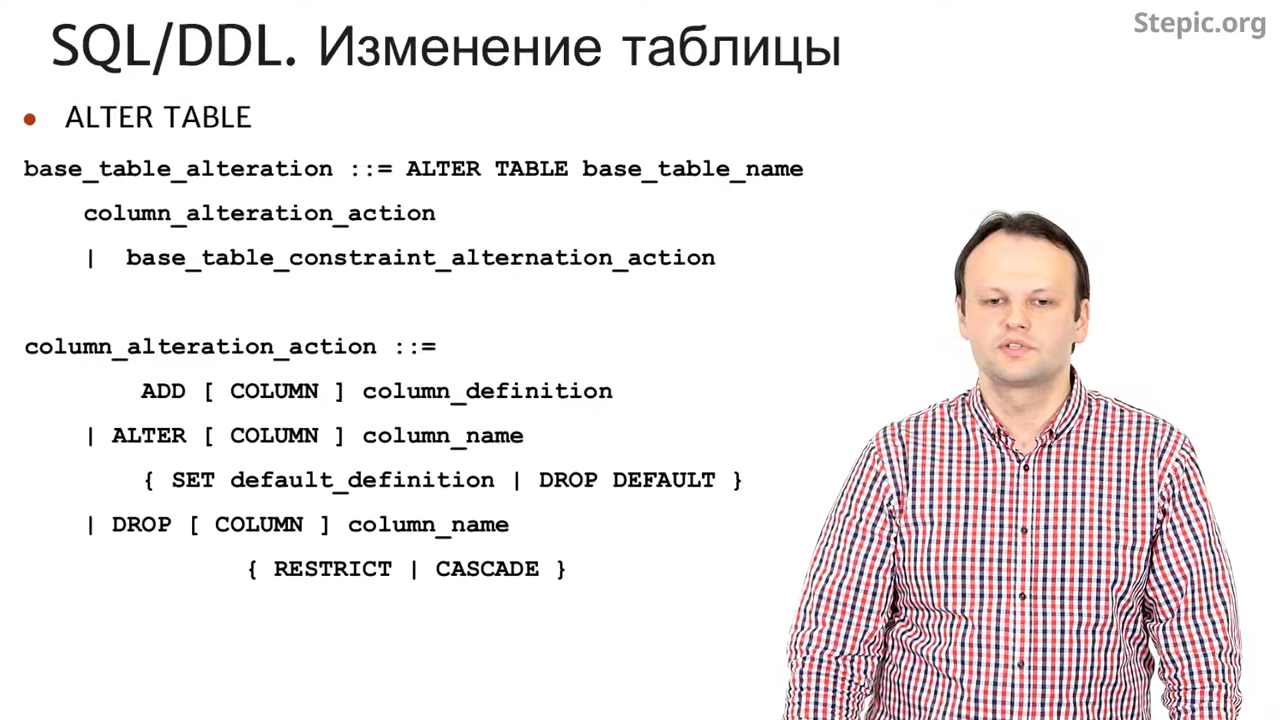 Stepic.org
SQL/DDL. Изменение таблицы
• ALTER TABLE
base_table_alteration ::= ALTER TABLE base_table_name
column_alteration_action
| base_table_constraint_alternation_action
column_alteration_action ::=
ADD [ COLUMN ] column_definition
| ALTER [ COLUMN ] column_name
{ SET default_definition | DROP DEFAULT }
| DROP [ COLUMN ] column_name
{ RESTRICT | CASCADE }